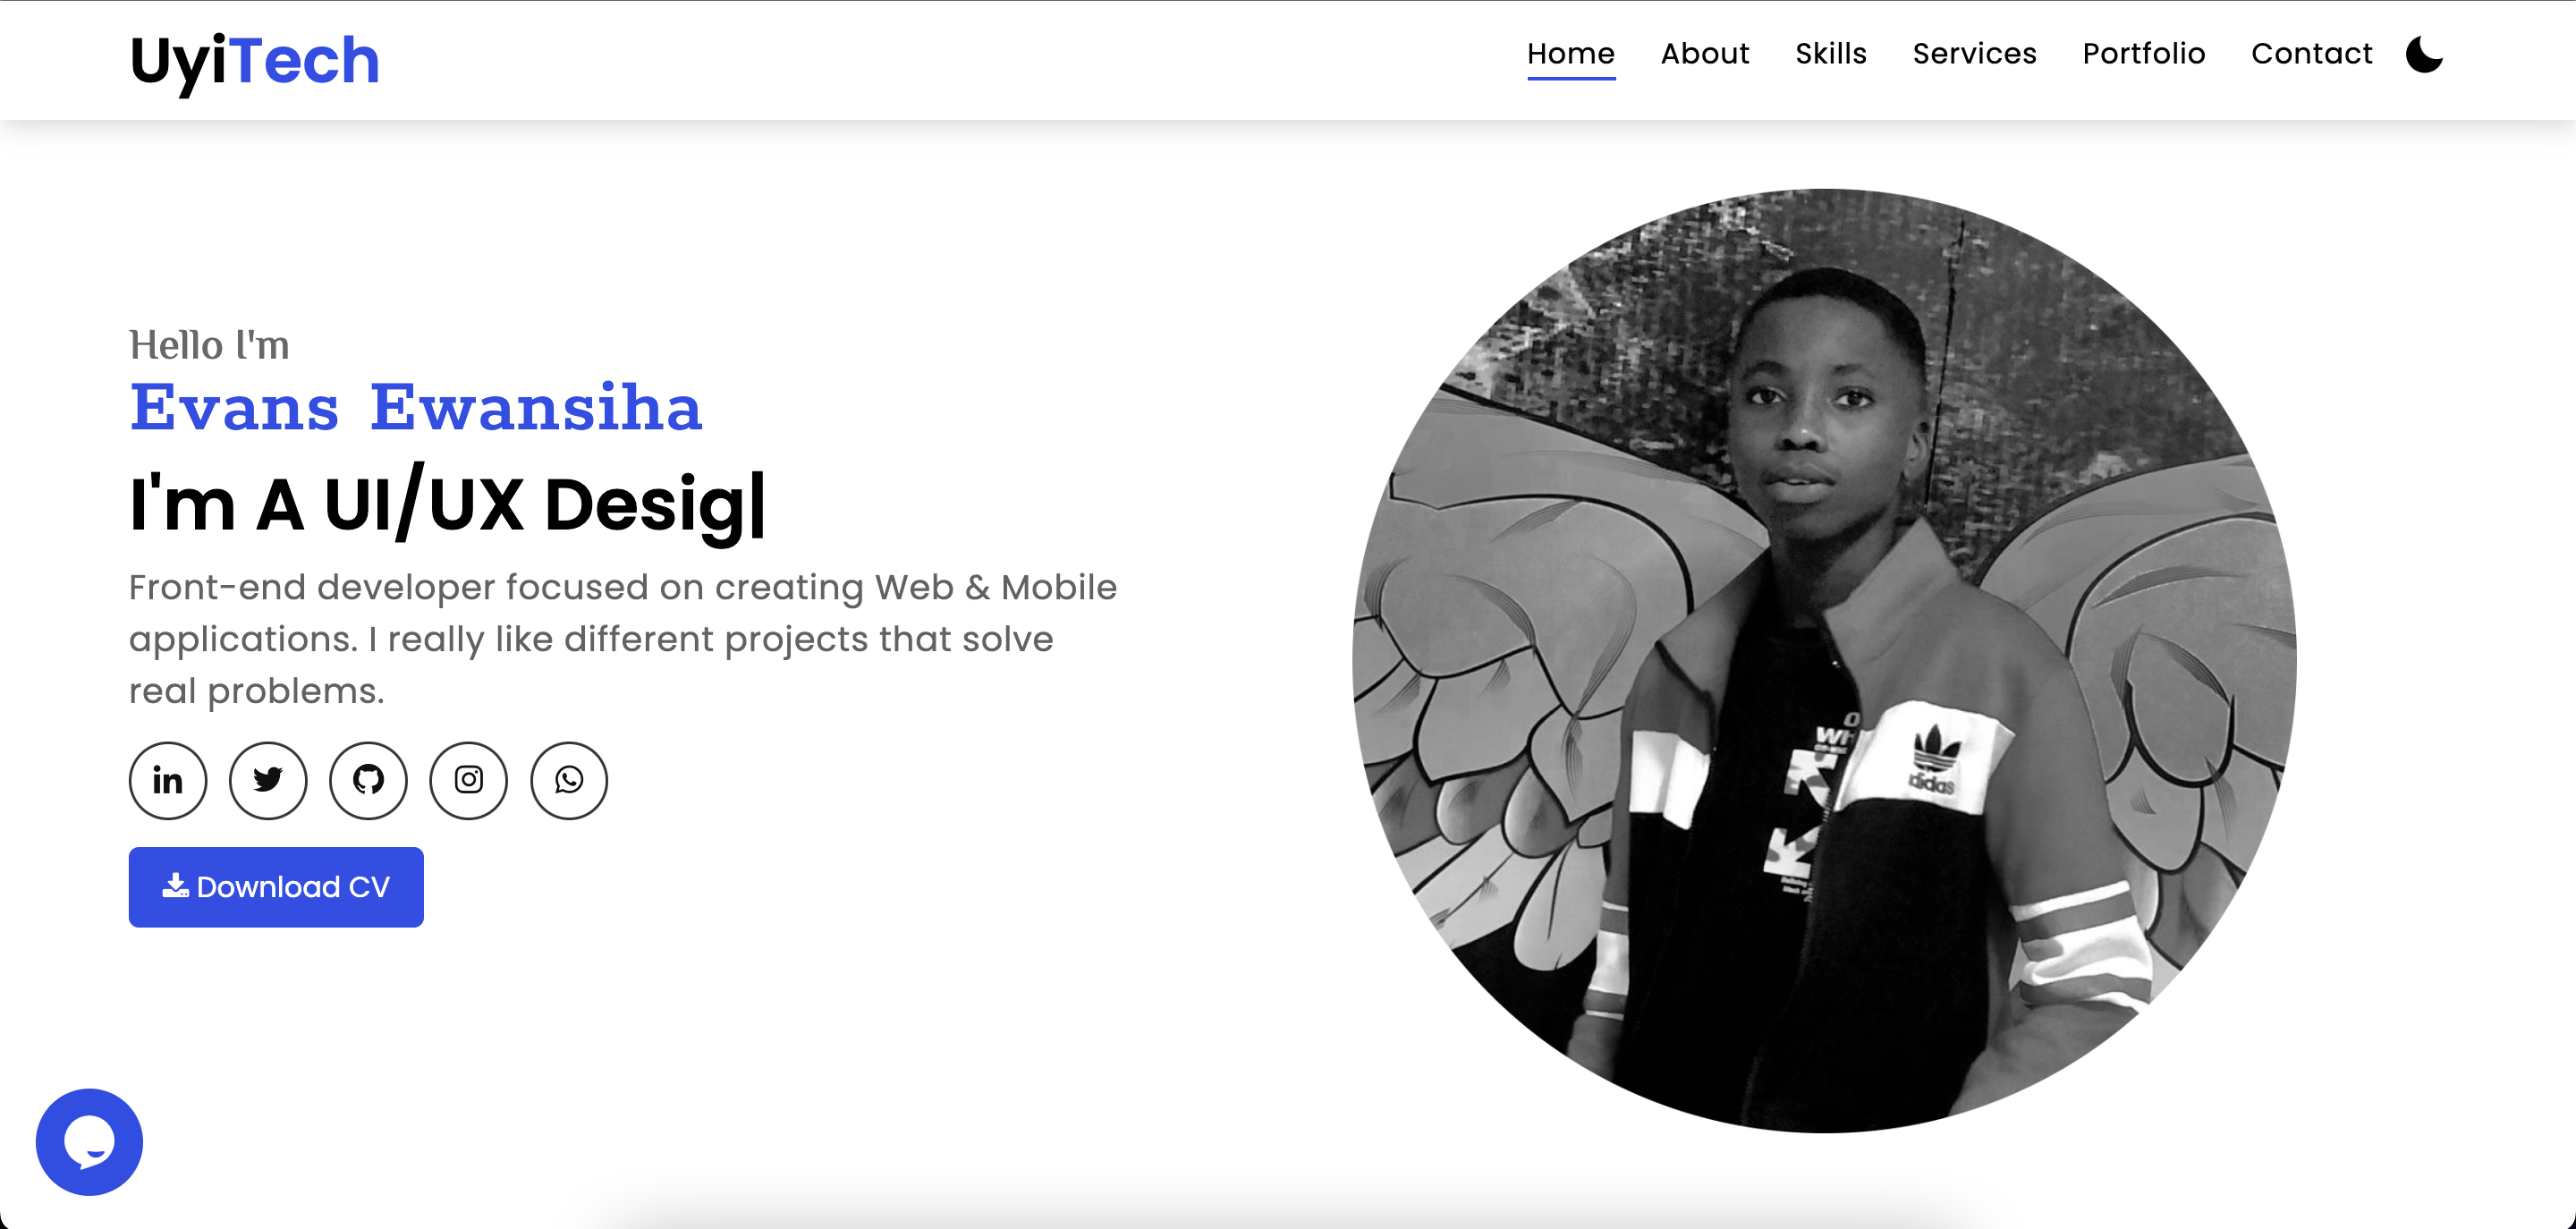 UyiTech
Home About Skills Services Portfolio Contact
Hello I'm
Evans Ewansiha
I'm A UI/UX Desig
Front-end developer focused on creating Web & Mobile
applications. I really like different projects that solve
real problems.
in
Download CV
adidas